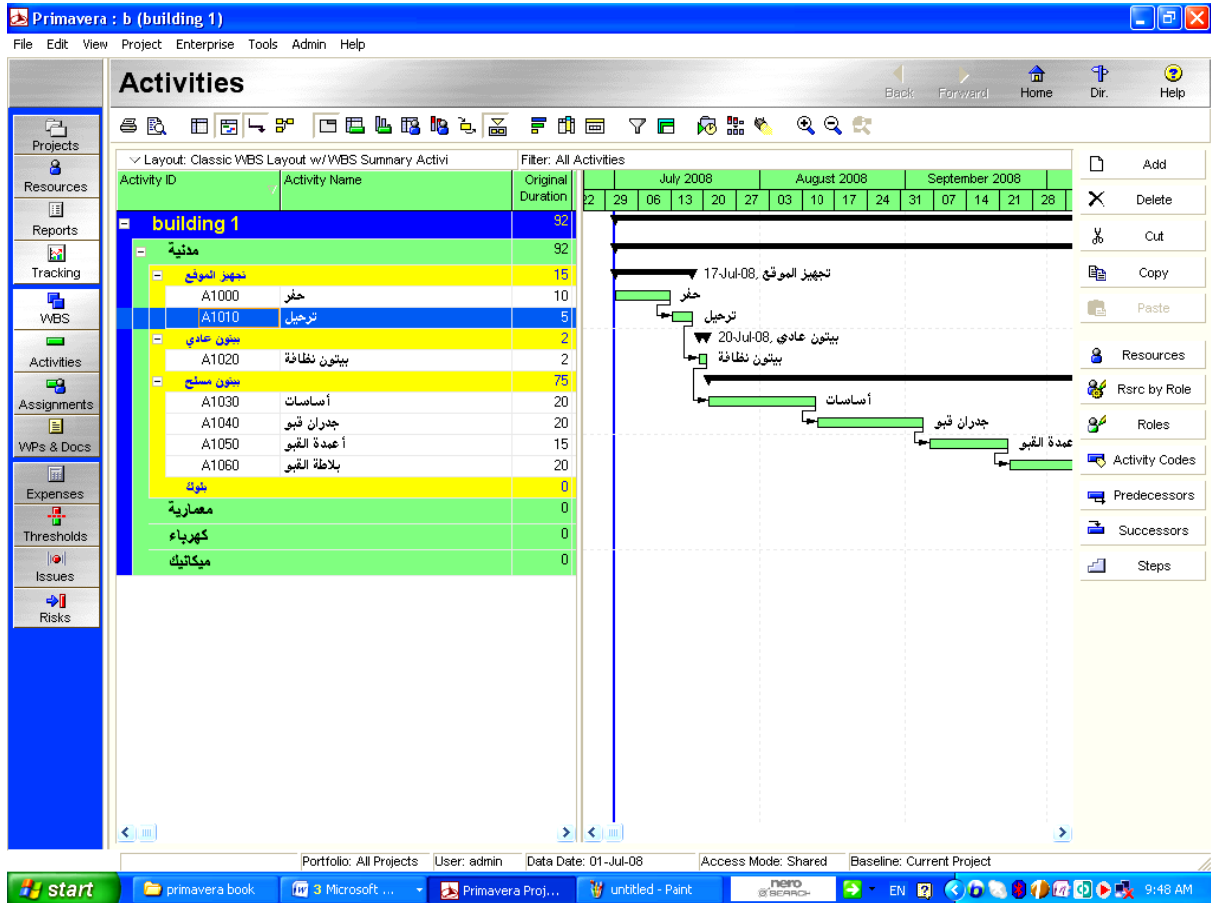 Primavera : b (building 1)
File Edit View Project Enterprise Tools Admin Help
Activities
Back Forward Home Dir. Help
Projects
Resources
Reports
Tracking
WBS
Activities
Assignments
WPs & Docs
Expenses
Thresholds
Issues
Risks
Layout: Classic WBS Layout w/WBS Summary Activi Filter: All Activities
Activity ID Activity Name Original Duration
July 2008 August 2008 September 2008
22 29 06 13 20 27 03 10 17 24 31 07 14 21 28
building 1 92
مدنية 92
تجهيز الموقع 15 تجهيز الموقع ,17-Jul-08
A1000 حفر 10 حفر
A1010 ترحيل 5 ترحيل
بيتون عادي 2 بيتون عادي ,20-Jul-08
A1020 بيتون نظافة 2 بيتون نظافة
بيتون مسلح 75
A1030 أساسات 20 أساسات
A1040 جدران قبو 20 جدران قبو
A1050 أعمدة القبو 15 عمدة القبو
A1060 بلاطة القبو 20
بلوك 0
معمارية 0
كهرباء 0
ميكانيك 0
Add
Delete
Cut
Copy
Paste
Resources
Rsrc by Role
Roles
Activity Codes
Predecessors
Successors
Steps
Portfolio: All Projects User: admin Data Date: 01-Jul-08 Access Mode: Shared Baseline: Current Project
start primavera book 3 Microsoft ... Primavera Proj... untitled - Paint nero SEARCH EN 9:48 AM